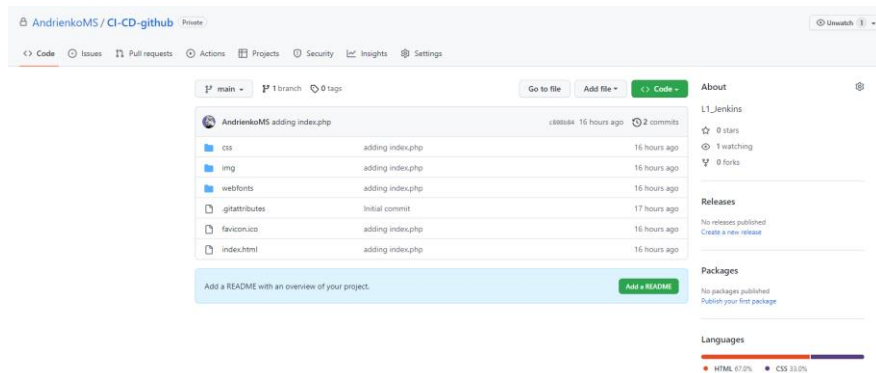 AndrienkoMS / CI-CD-github Private
Unwatch 1
<> Code Issues Pull requests Actions Projects Security Insights Settings
main 1 branch 0 tags Go to file Add file Code
AndrienkoMS adding index.php 16 hours ago 2 commits
css adding index.php 16 hours ago
img adding index.php 16 hours ago
webfonts adding index.php 16 hours ago
.gitattributes Initial commit 17 hours ago
favicon.ico adding index.php 16 hours ago
index.html adding index.php 16 hours ago
Add a README with an overview of your project. Add a README
About
L1_Jenkins
0 stars
1 watching
0 forks
Releases
No releases published
Create a new release
Packages
No packages published
Publish your first package
Languages
HTML 67.0% CSS 33.0%